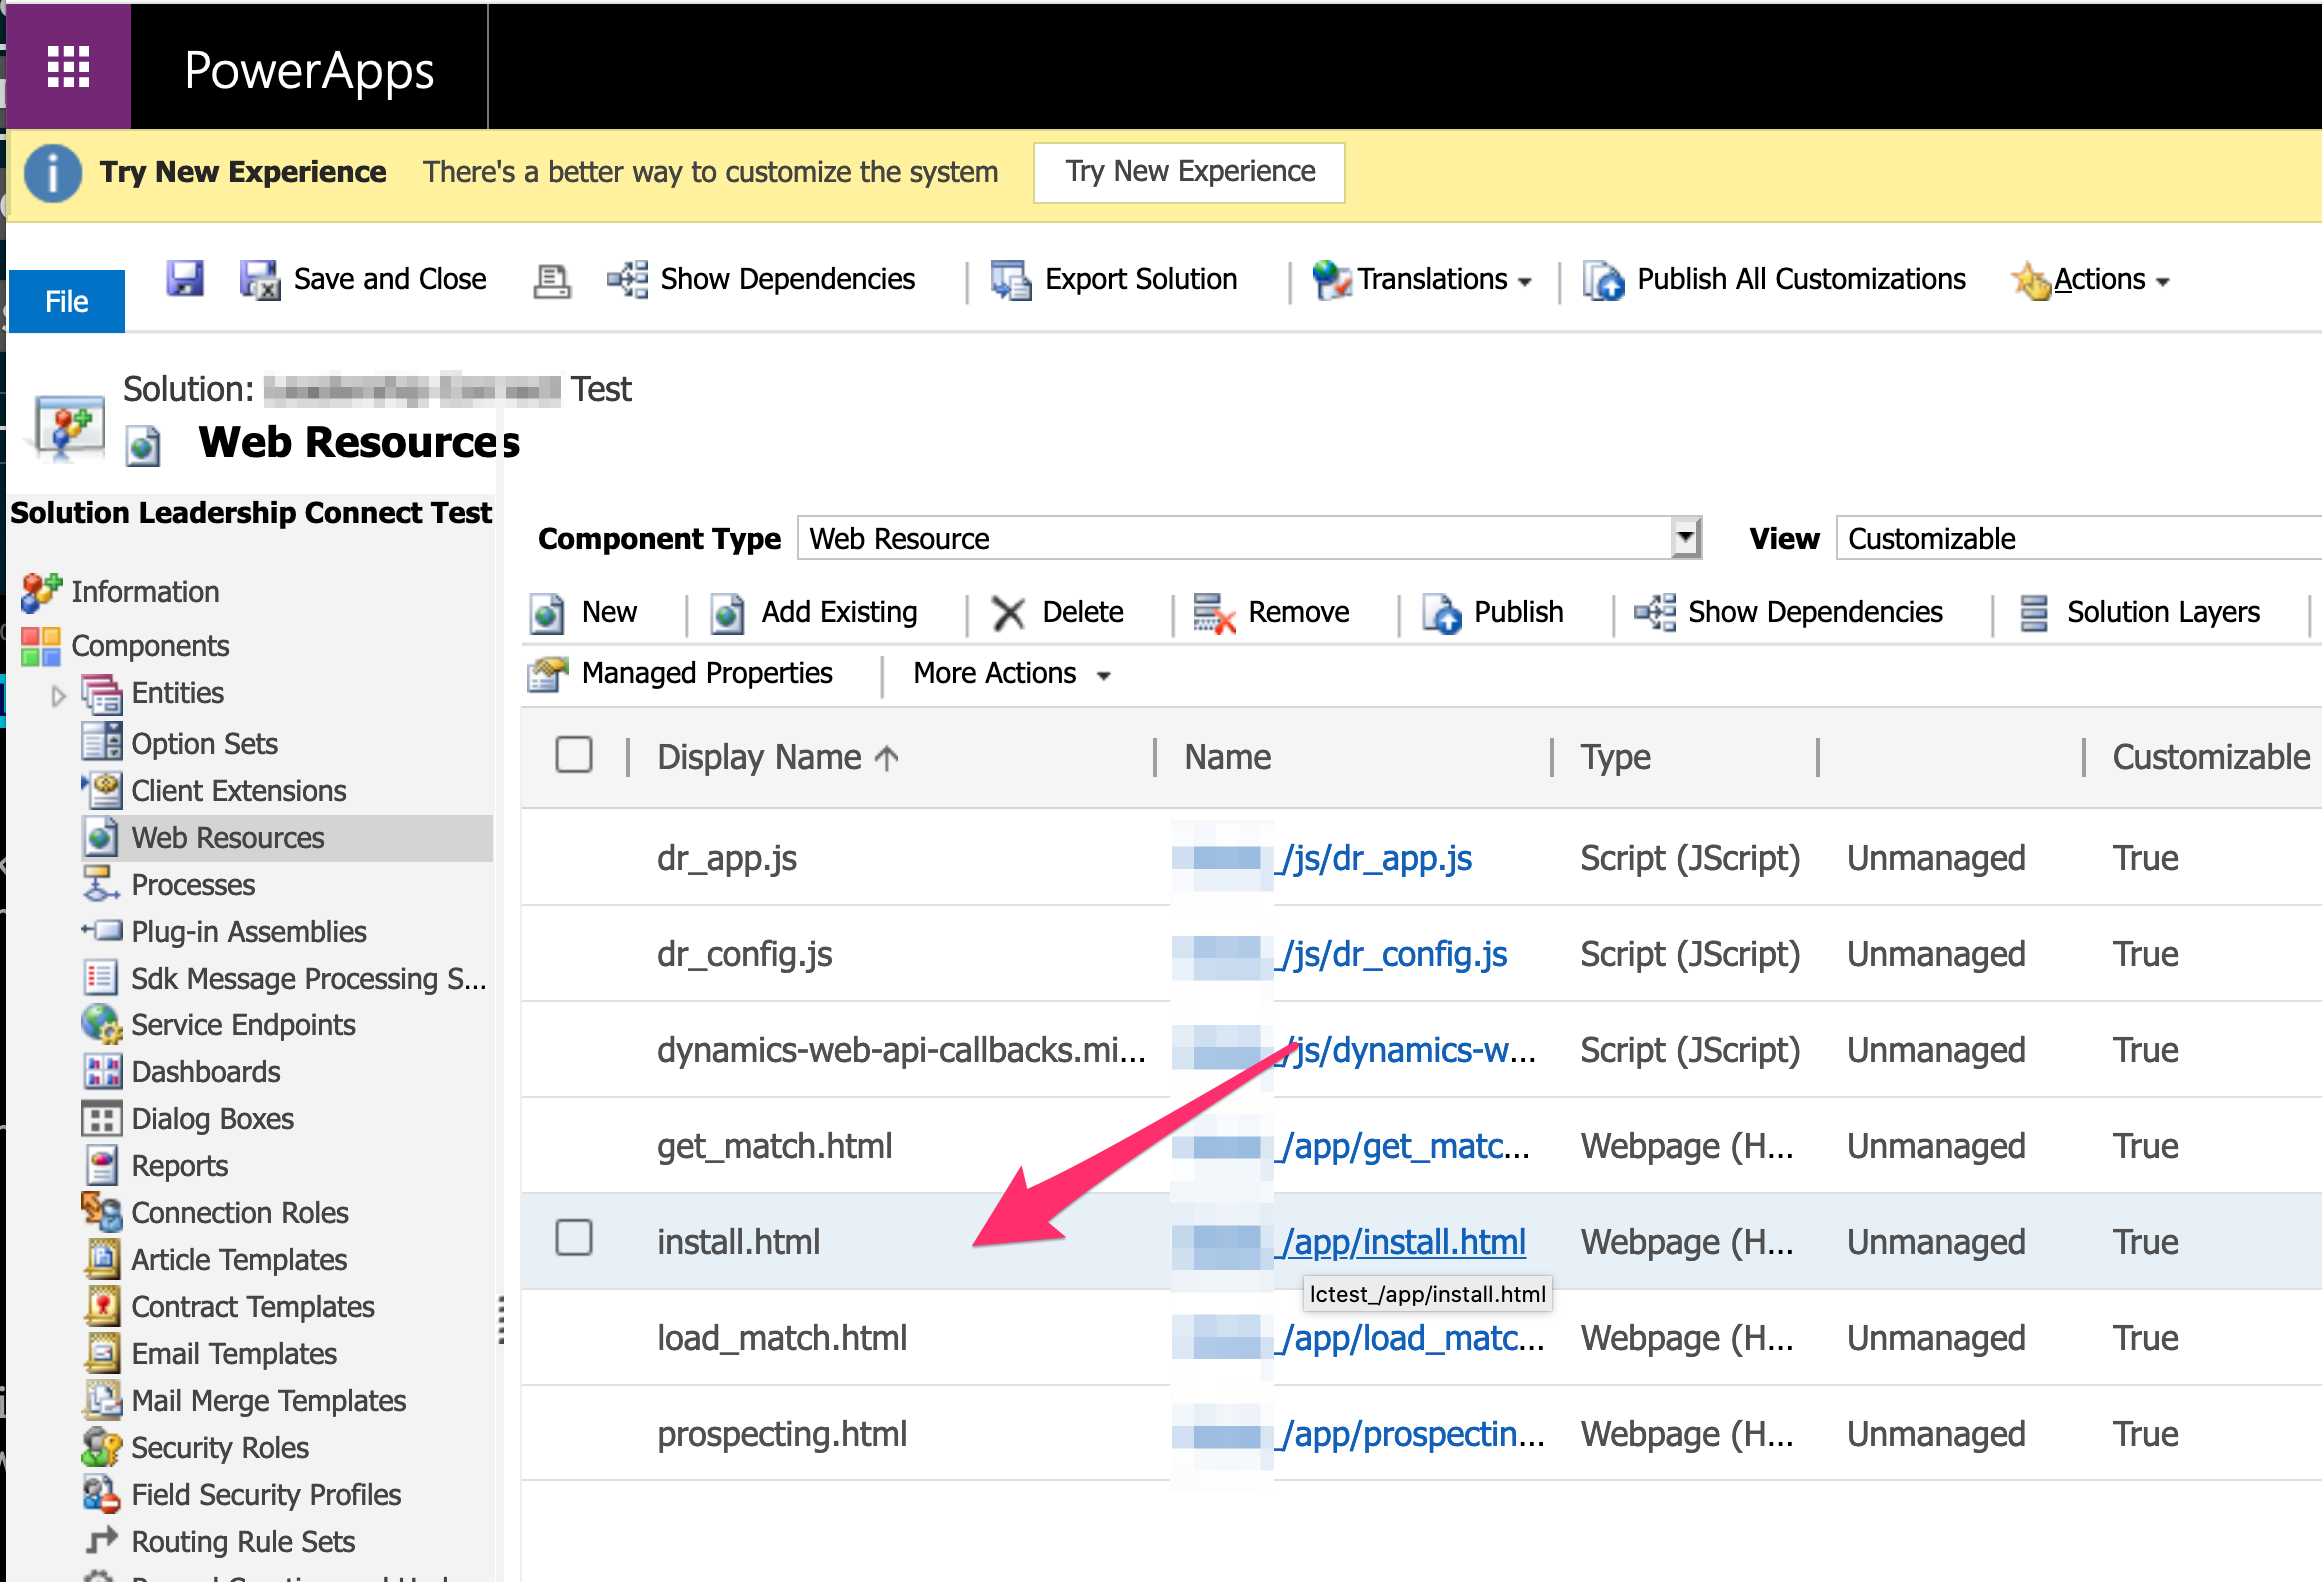 PowerApps
Try New Experience There's a better way to customize the system Try New Experience
File Save and Close Show Dependencies Export Solution Translations Publish All Customizations Actions
Solution: Test
Web Resources
Solution Leadership Connect Test
Information
Components
Entities
Option Sets
Client Extensions
Web Resources
Processes
Plug-in Assemblies
Sdk Message Processing S...
Service Endpoints
Dashboards
Dialog Boxes
Reports
Connection Roles
Article Templates
Contract Templates
Email Templates
Mail Merge Templates
Security Roles
Field Security Profiles
Routing Rule Sets
Component Type Web Resource View Customizable
New Add Existing Delete Remove Publish Show Dependencies Solution Layers
Managed Properties More Actions
Display Name Name Type Customizable
dr_app.js _/js/dr_app.js Script (JScript) Unmanaged True
dr_config.js _/js/dr_config.js Script (JScript) Unmanaged True
dynamics-web-api-callbacks.mi... _/js/dynamics-w... Script (JScript) Unmanaged True
get_match.html _/app/get_matc... Webpage (H... Unmanaged True
install.html _/app/install.html Webpage (H... Unmanaged True
lctest_/app/install.html
load_match.html _/app/load_matc... Webpage (H... Unmanaged True
prospecting.html _/app/prospectin... Webpage (H... Unmanaged True